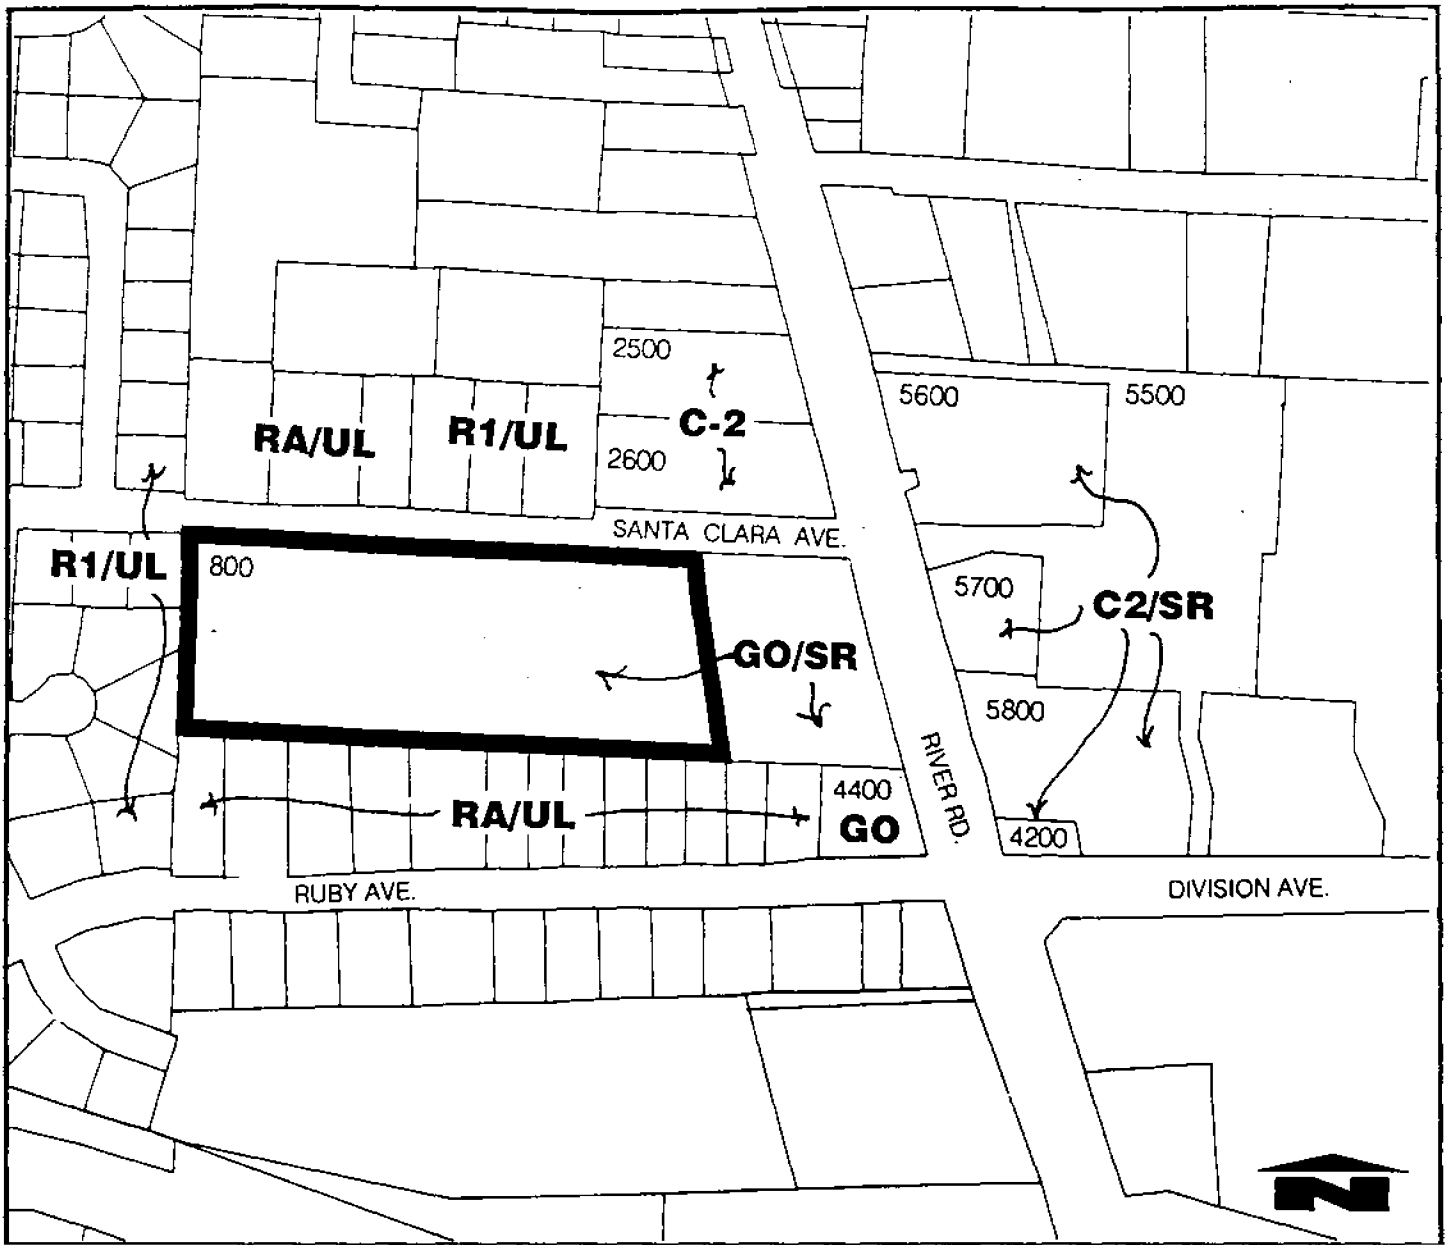 2500
5600
5500
C-2
RA/UL
R1/UL
2600
SANTA CLARA AVE.
R1/UL
800
5700
C2/SR
GO/SR
5800
RIVER RD.
4400
RA/UL
GO
4200
RUBY AVE.
DIVISION AVE.
N